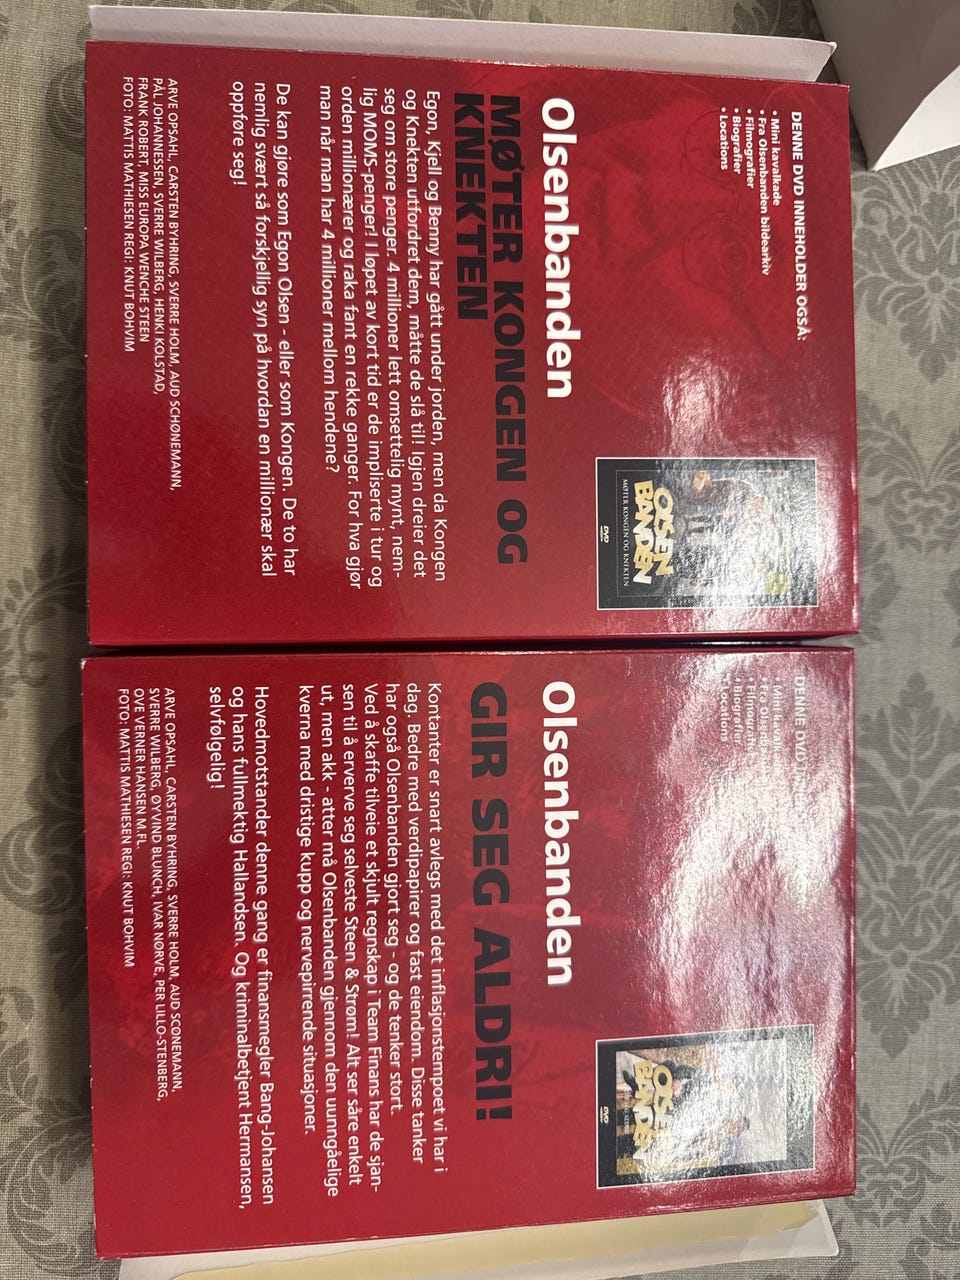 DENNE DVD INNEHOLDER OGSÅ:
• Mini kavalkade
• Fra Olsenbanden bildearkiv
• Filmografier
• Biografier
• Locations
OLSEN
BANDEN
MØTER KONGEN OG KNEKTEN
DVD
Olsenbanden
MØTER KONGEN OG
KNEKTEN
Egon, Kjell og Benny har gått under jorden, men da Kongen
og Knekten utfordret dem, måtte de slå til! Igjen dreier det
seg om store penger. 4 millioner lett omsettelig mynt, nem-
lig MOMS-penger! I løpet av kort tid er de impliserte i tur og
orden millionærer og raka fant en rekke ganger. For hva gjør
man når man har 4 millioner mellom hendene?
De kan gjøre som Egon Olsen - eller som Kongen. De to har
nemlig svært så forskjellig syn på hvordan en millionær skal
oppføre seg!
ARVE OPSAHL, CARSTEN BYHRING, SVERRE HOLM, AUD SCHØNEMANN,
PÅL JOHANNESSEN, SVERRE WILBERG, HENKI KOLSTAD,
FRANK ROBERT, MISS EUROPA WENCHE STEEN
FOTO: MATTIS MATHIESEN REGI: KNUT BOHVIM
DENNE DVD
• Mini kavalkade
• Fra Olsenba
• Filmografier
• Biografier
• Locations
OLSEN
BANDEN
DVD
Olsenbanden
GIR SEG ALDRI!
Kontanter er snart avlegs med det inflasjonstempoet vi har i
dag. Bedre med verdipapirer og fast eiendom. Disse tanker
har også Olsenbanden gjort seg - og de tenker stort.
Ved å skaffe tilveie et skjult regnskap i Team Finans har de sjan-
sen til å erverve seg selveste Steen & Strøm! Alt ser såre enkelt
ut, men akk - atter må Olsenbanden gjennom den uunngåelige
kverna med dristige kupp og nervepirrende situasjoner.
Hovedmotstander denne gang er finansmegler Bang-Johansen
og hans fullmektig Hallandsen. Og kriminalbetjent Hermansen,
selvfølgelig!
ARVE OPSAHL, CARSTEN BYHRING, SVERRE HOLM, AUD SCONEMANN,
SVERRE WILBERG, ØYVIND BLUNCH, IVAR NØRVE, PER LILLO-STENBERG,
OVE VERNER HANSEN M.FL.
FOTO: MATTIS MATHIESEN REGI: KNUT BOHVIM